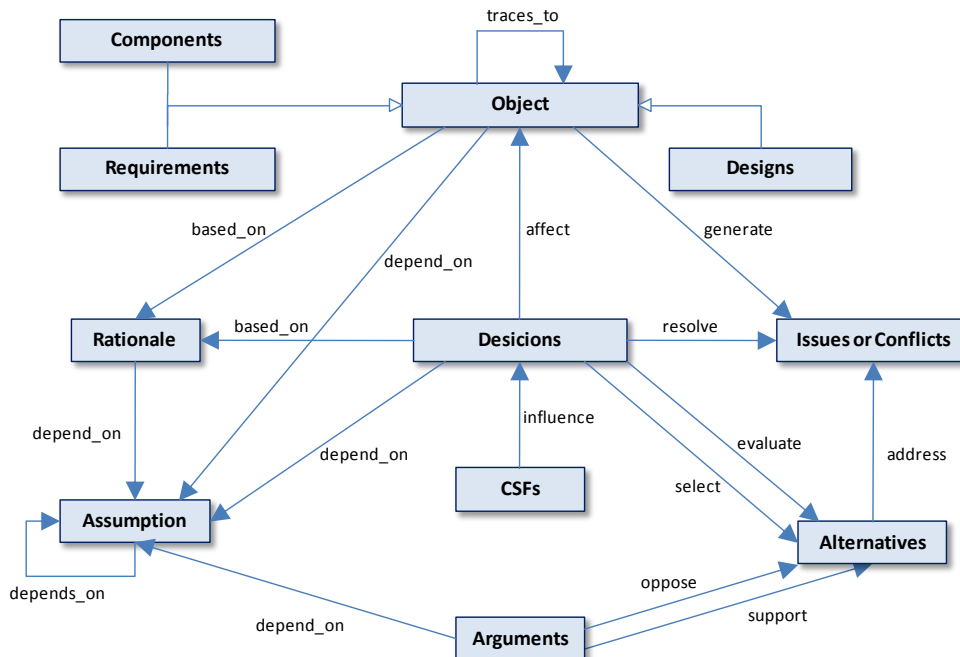 traces_to
Components
Object
Requirements
Designs
based_on
affect
generate
depend_on
Rationale
based_on
Desicions
resolve
Issues or Conflicts
depend_on
influence
depend_on
evaluate
address
select
CSFs
Assumption
Alternatives
depends_on
oppose
support
depend_on
Arguments